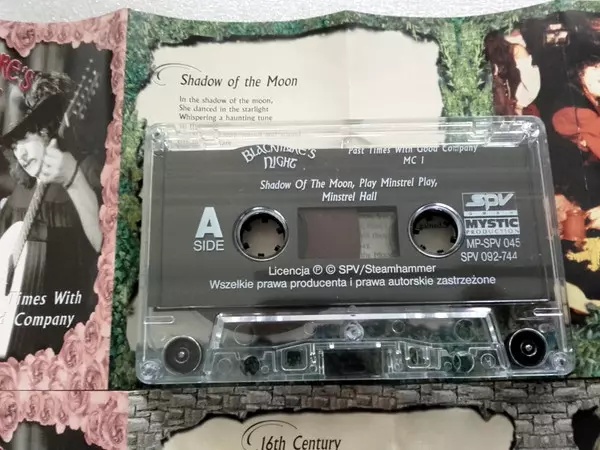 Shadow of the Moon
In the shadow of the moon,
She danced in the starlight
Whispering a haunting tune
BLACKMORE'S
NIGHT
Past Times With Good Company
MC 1
Shadow Of The Moon, Play Minstrel Play,
Minstrel Hall
A
SIDE
SPV
MYSTIC
PRODUCTION
MP-SPV 045
SPV 092-744
Licencja Ⓟ © SPV/Steamhammer
Wszelkie prawa producenta i prawa autorskie zastrzeżone
Times With
Company
16th Century